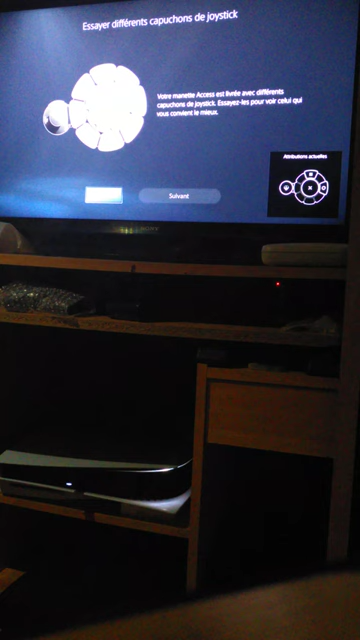 Essayer différents capuchons de joystick
Votre manette Access est livrée avec différents
capuchons de joystick. Essayez-les pour voir celui qui
vous convient le mieux.
Attributions actuelles
Suivant